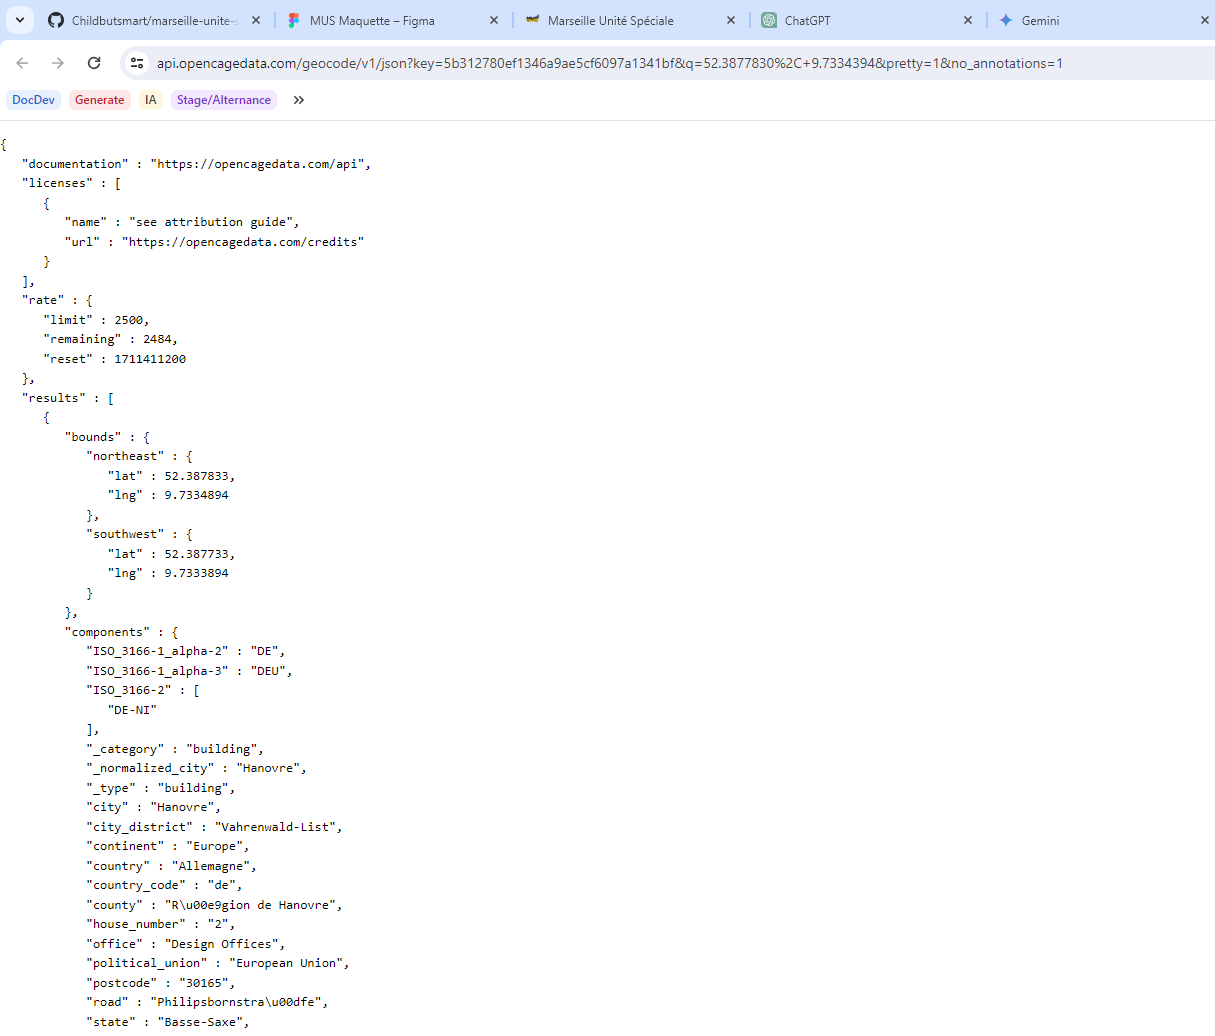 Childbutsmart/marseille-unite-s
MUS Maquette – Figma
Marseille Unité Spéciale
ChatGPT
Gemini
api.opencagedata.com/geocode/v1/json?key=5b312780ef1346a9ae5cf6097a1341bf&q=52.3877830%2C+9.7334394&pretty=1&no_annotations=1
DocDev Generate IA Stage/Alternance »
{
"documentation" : "https://opencagedata.com/api",
"licenses" : [
{
"name" : "see attribution guide",
"url" : "https://opencagedata.com/credits"
}
],
"rate" : {
"limit" : 2500,
"remaining" : 2484,
"reset" : 1711411200
},
"results" : [
{
"bounds" : {
"northeast" : {
"lat" : 52.387833,
"lng" : 9.7334894
},
"southwest" : {
"lat" : 52.387733,
"lng" : 9.7333894
}
},
"components" : {
"ISO_3166-1_alpha-2" : "DE",
"ISO_3166-1_alpha-3" : "DEU",
"ISO_3166-2" : [
"DE-NI"
],
"_category" : "building",
"_normalized_city" : "Hanovre",
"_type" : "building",
"city" : "Hanovre",
"city_district" : "Vahrenwald-List",
"continent" : "Europe",
"country" : "Allemagne",
"country_code" : "de",
"county" : "R\u00e9gion de Hanovre",
"house_number" : "2",
"office" : "Design Offices",
"political_union" : "European Union",
"postcode" : "30165",
"road" : "Philipsbornstra\u00dfe",
"state" : "Basse-Saxe",